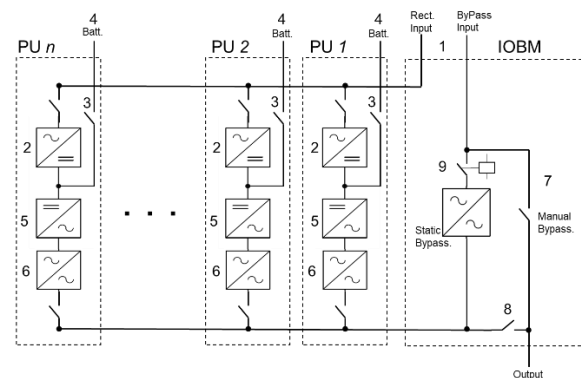 4
Batt.
4
Batt.
4
Batt.
Rect.
Input
ByPass
Input
PU n
PU 2
PU 1
1
IOBM
3
3
3
2
2
2
9
7
5
5
5
Static
Bypass.
Manual
Bypass.
6
6
6
8
Output